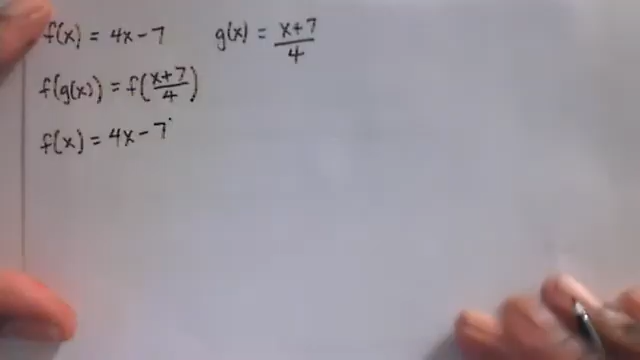 f(x) = 4x - 7 g(x) = (x+7)/4
f(g(x)) = f((x+7)/4)
f(x) = 4x - 7